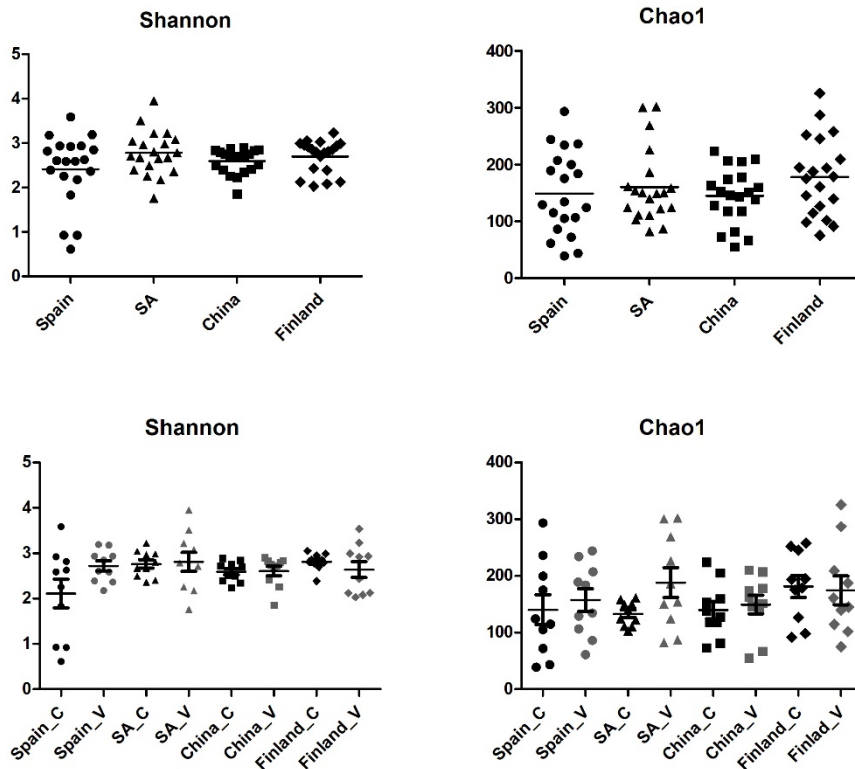 Shannon
5
4
3
2
1
0
Spain
SA
China
Finland
Chao1
400
300
200
100
0
Spain
SA
China
Finland
Shannon
5
4
3
2
1
0
Spain_C
Spain_V
SA_C
SA_V
China_C
China_V
Finland_C
Finland_V
Chao1
400
300
200
100
0
Spain_C
Spain_V
SA_C
SA_V
China_C
China_V
Finland_C
Finlad_V